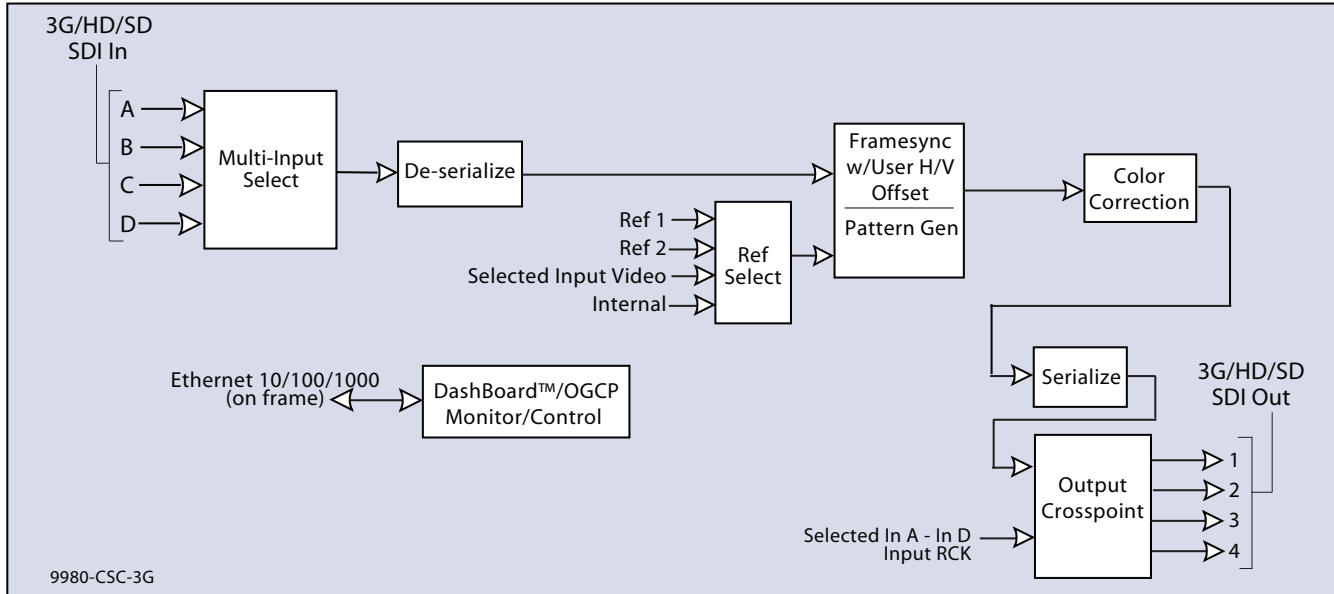 3G/HD/SD
SDI In
A
B
C
D
Multi-Input
Select
De-serialize
Ref 1
Ref 2
Selected Input Video
Internal
Ref
Select
Framesync
w/User H/V
Offset
Pattern Gen
Color
Correction
Ethernet 10/100/1000
(on frame)
DashBoard™/OGCP
Monitor/Control
Serialize
3G/HD/SD
SDI Out
Selected In A - In D
Input RCK
Output
Crosspoint
1
2
3
4
9980-CSC-3G